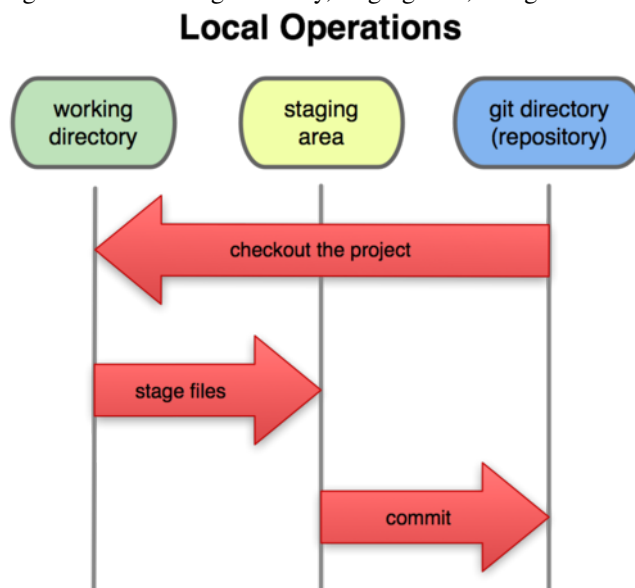 Local Operations
working
directory
staging
area
git directory
(repository)
checkout the project
stage files
commit